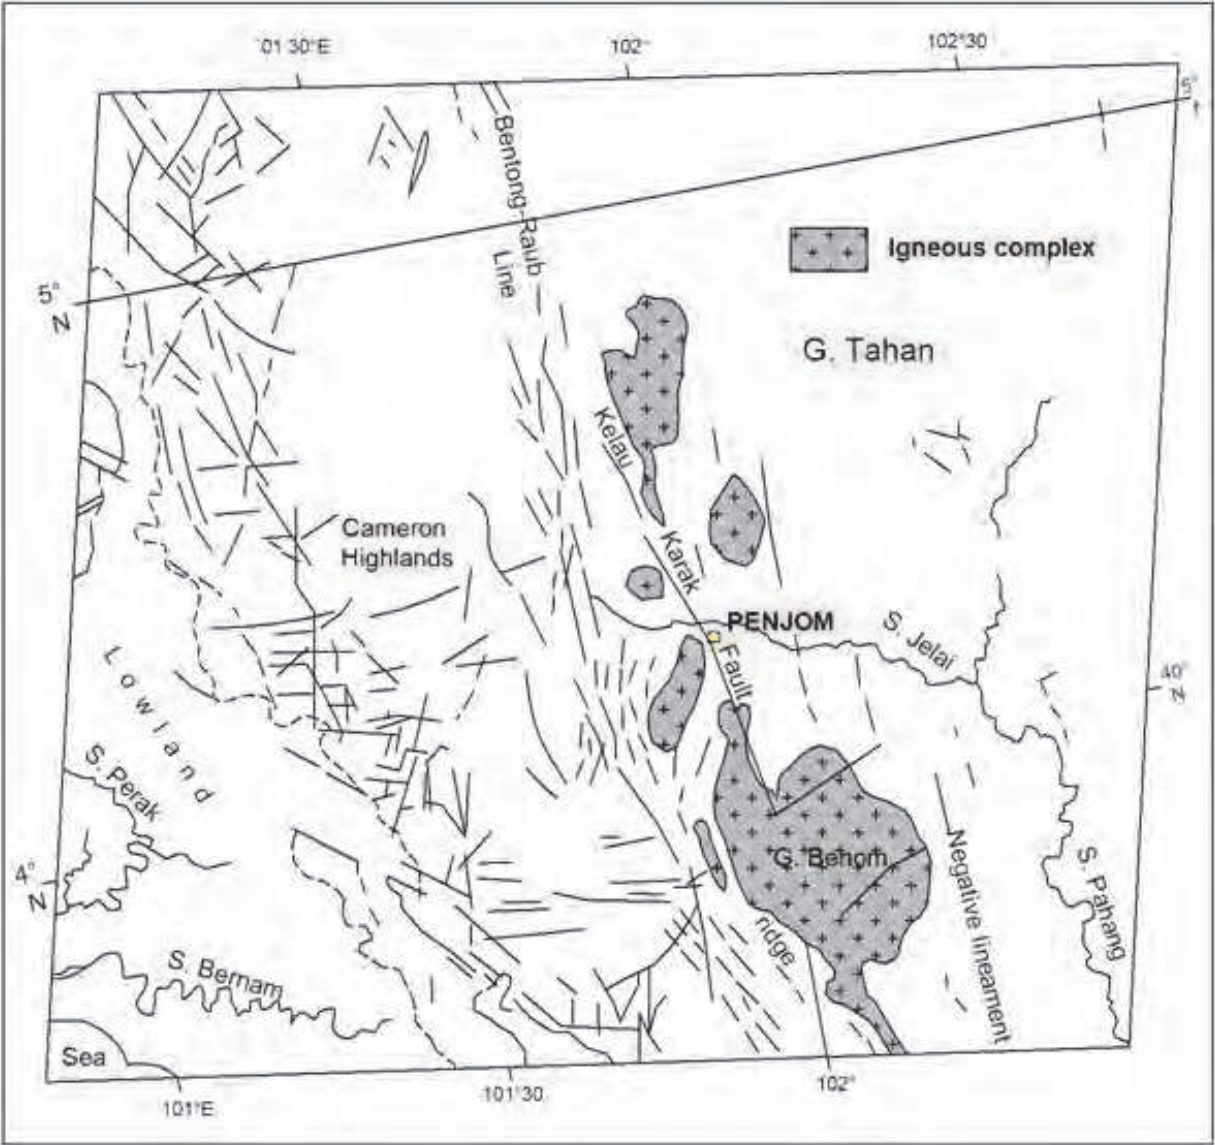 01 30'E
102°
102°30
5°
Bentong-Raub
Line
Igneous complex
5°
N
G. Tahan
Kelau
Cameron
Highlands
Karak
PENJOM
S. Jelai
Fault
40°
N
Lowland
S. Perak
4°
N
G. Behom
Negative lineament
S. Pahang
ridge
S. Bernam
Sea
101°E
101°30
102°